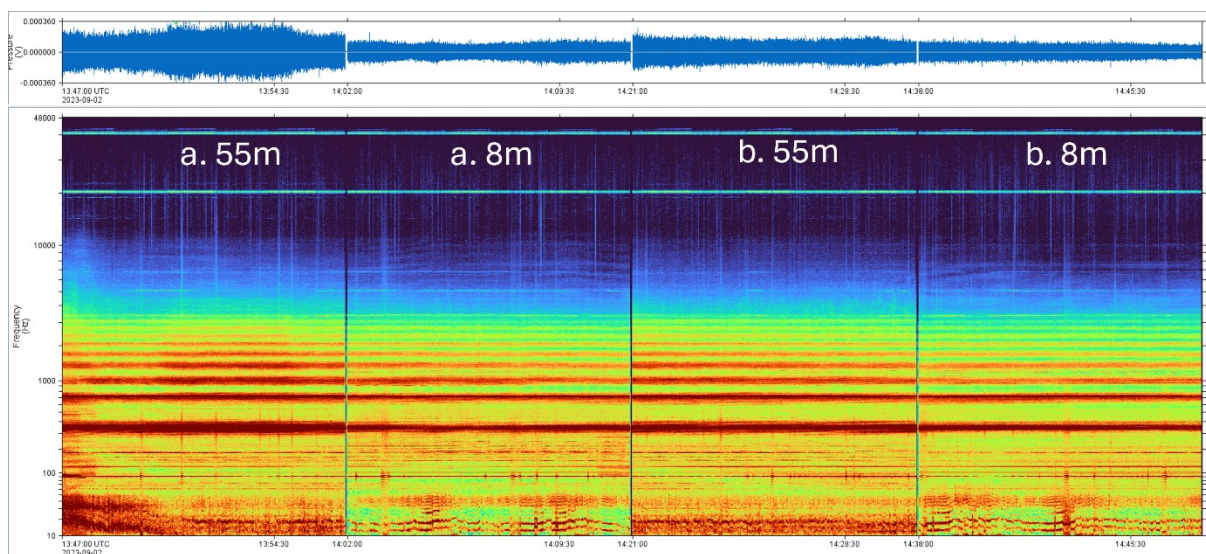 0.000360
Pressure
(V)
0.000000
-0.000360
13:47:00 UTC
2023-09-02
13:54:30
14:02:00
14:09:30
14:21:00
14:28:30
14:38:00
14:45:30
48000
a. 55m
a. 8m
b. 55m
b. 8m
10000
Frequency
(Hz)
1000
100
10
13:47:00 UTC
2023-09-02
13:54:30
14:02:00
14:09:30
14:21:00
14:28:30
14:38:00
14:45:30